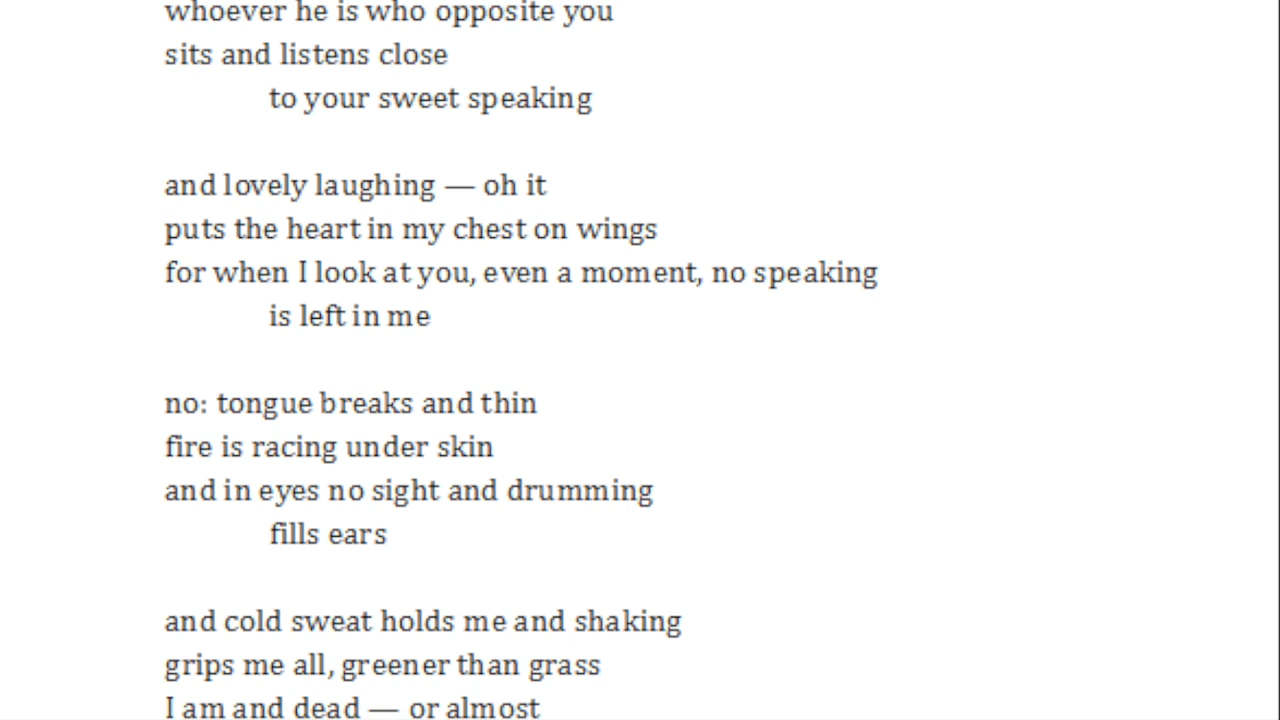 whoever he is who opposite you
sits and listens close
to your sweet speaking
and lovely laughing — oh it
puts the heart in my chest on wings
for when I look at you, even a moment, no speaking
is left in me
no: tongue breaks and thin
fire is racing under skin
and in eyes no sight and drumming
fills ears
and cold sweat holds me and shaking
grips me all, greener than grass
I am and dead — or almost